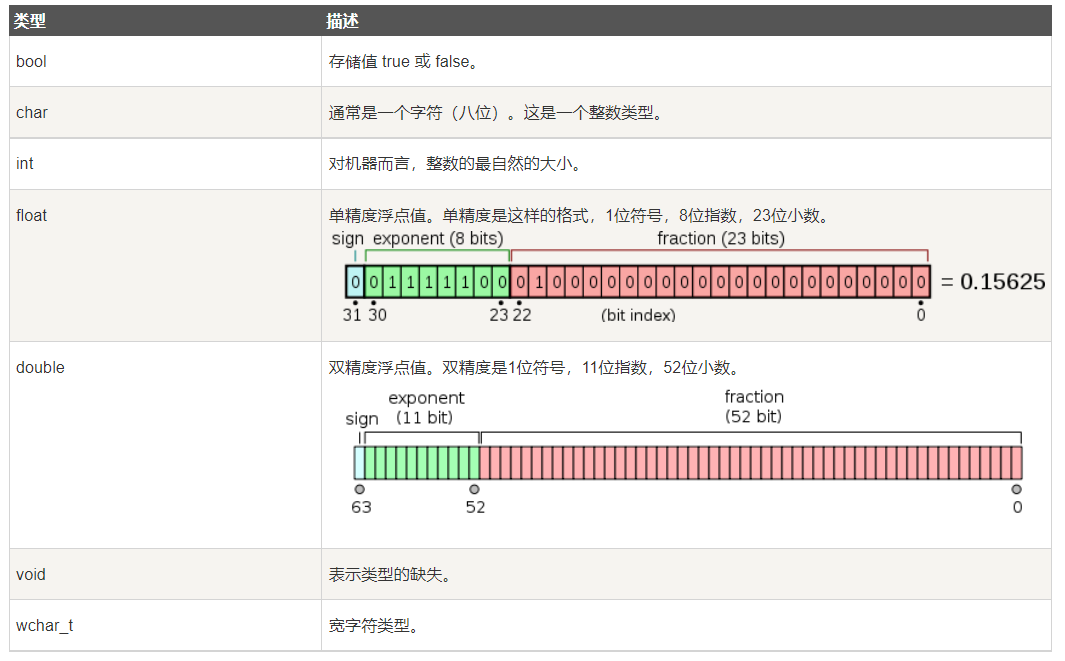 类型 描述
bool 存储值 true 或 false。
char 通常是一个字符（八位）。这是一个整数类型。
int 对机器而言，整数的最自然的大小。
float 单精度浮点值。单精度是这样的格式，1位符号，8位指数，23位小数。
sign exponent (8 bits) fraction (23 bits)
0 0 1 1 1 1 1 0 0 0 1 0 0 0 0 0 0 0 0 0 0 0 0 0 0 0 0 0 0 0 0 0 = 0.15625
31 30 23 22 (bit index) 0
double 双精度浮点值。双精度是1位符号，11位指数，52位小数。
exponent fraction
sign (11 bit) (52 bit)
63 52 0
void 表示类型的缺失。
wchar_t 宽字符类型。